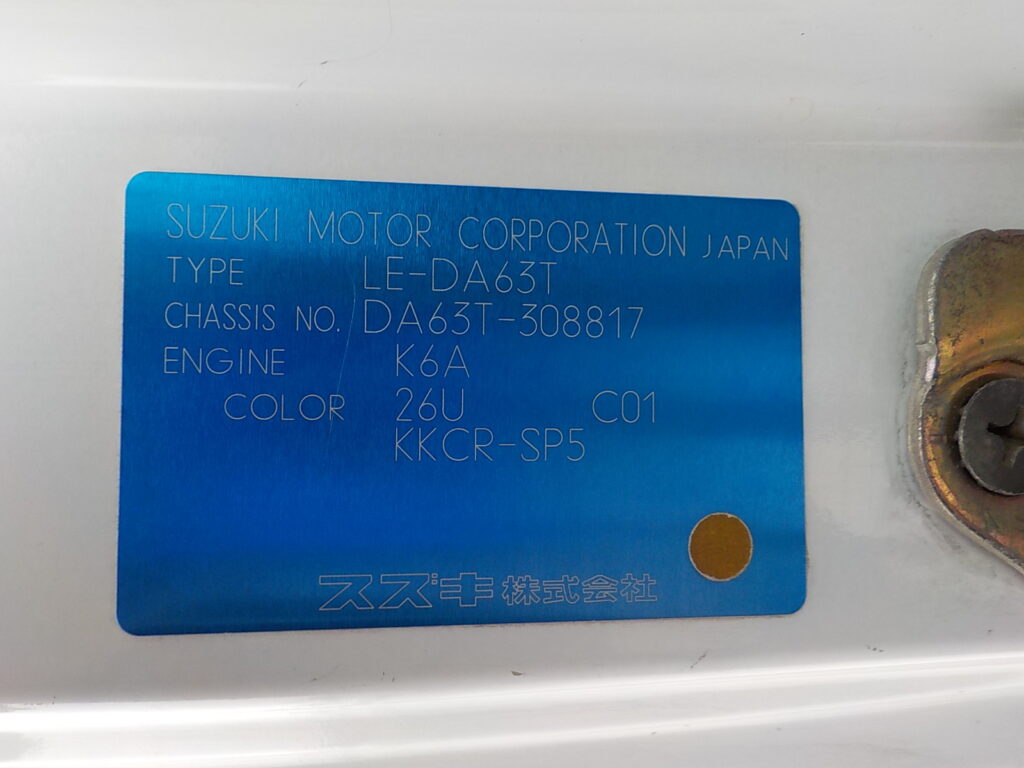 SUZUKI MOTOR CORPORATION JAPAN
TYPE LE-DA63T
CHASSIS NO. DA63T-308817
ENGINE K6A
COLOR 26U C01
KKCR-SP5
スズキ株式会社